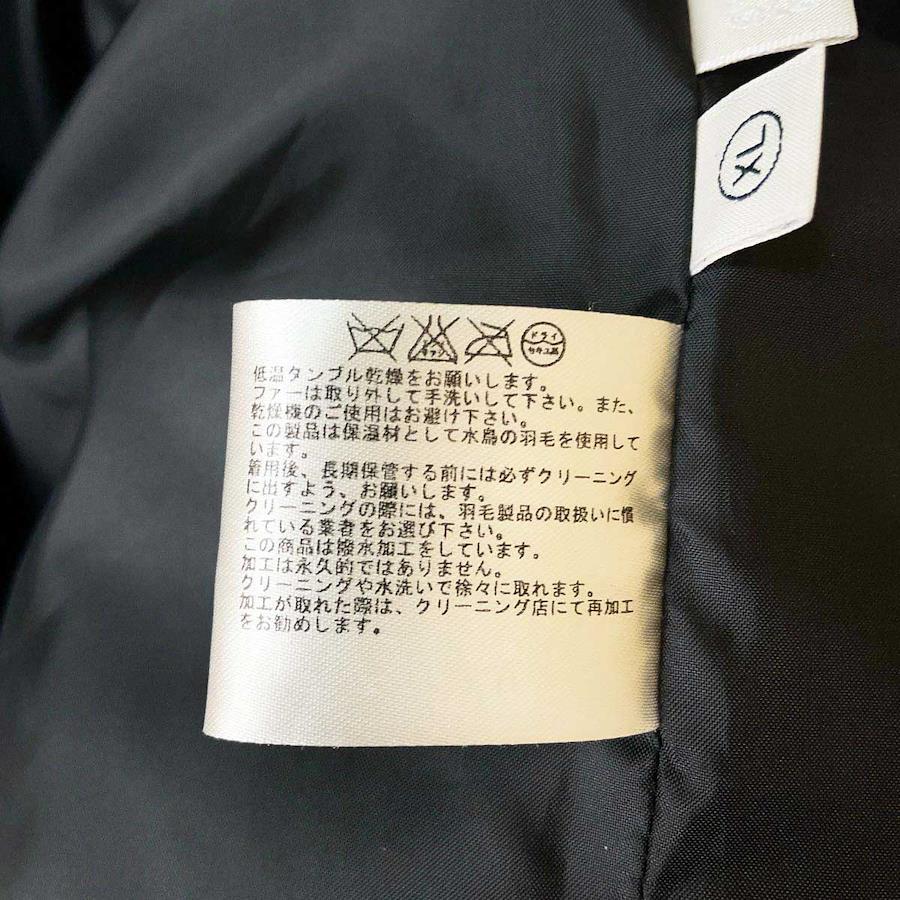 XL
エンソ
ドライ
セキユ系
低温タンブル乾燥をお願いします。
ファーは取り外して手洗いして下さい。また、
乾燥機のご使用はお避け下さい。
この製品は保温材として水鳥の羽毛を使用して
います。
着用後、長期保管する前には必ずクリーニング
に出すよう、お願いします。
クリーニングの際には、羽毛製品の取扱いに慣
れている業者をお選び下さい。
この商品は撥水加工をしています。
加工は永久的ではありません。
クリーニングや水洗いで徐々に取れます。
加工が取れた際は、クリーニング店にて再加工
をお勧めします。